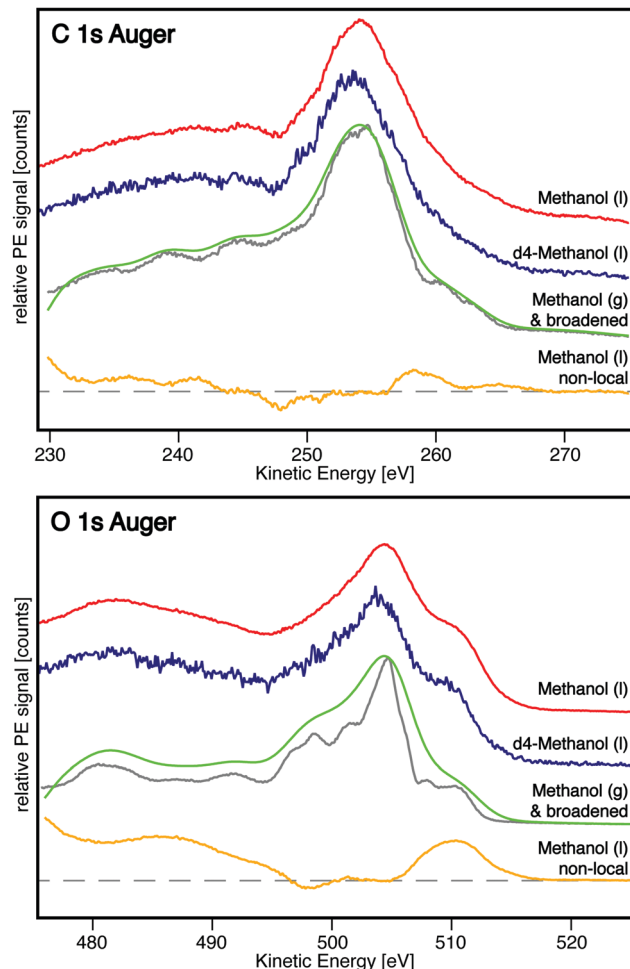 C 1s Auger
relative PE signal [counts]
Methanol (l)
d4-Methanol (l)
Methanol (g)
& broadened
Methanol (l)
non-local
230 240 250 260 270
Kinetic Energy [eV]
O 1s Auger
relative PE signal [counts]
Methanol (l)
d4-Methanol (l)
Methanol (g)
& broadened
Methanol (l)
non-local
480 490 500 510 520
Kinetic Energy [eV]